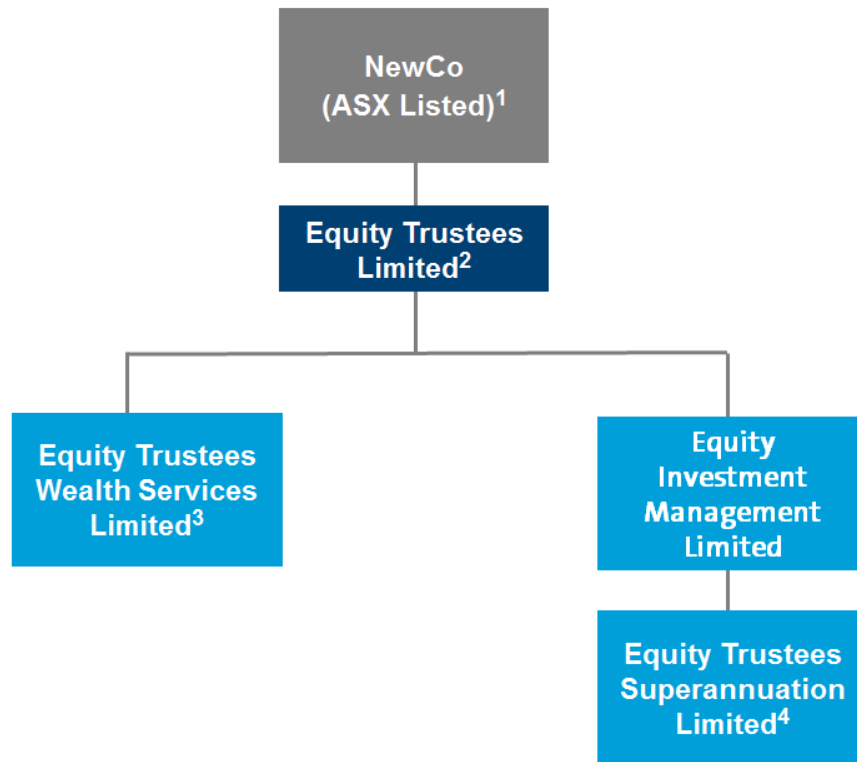 NewCo
(ASX Listed)¹
Equity Trustees
Limited²
Equity Trustees
Wealth Services
Limited³
Equity
Investment
Management
Limited
Equity Trustees
Superannuation
Limited⁴